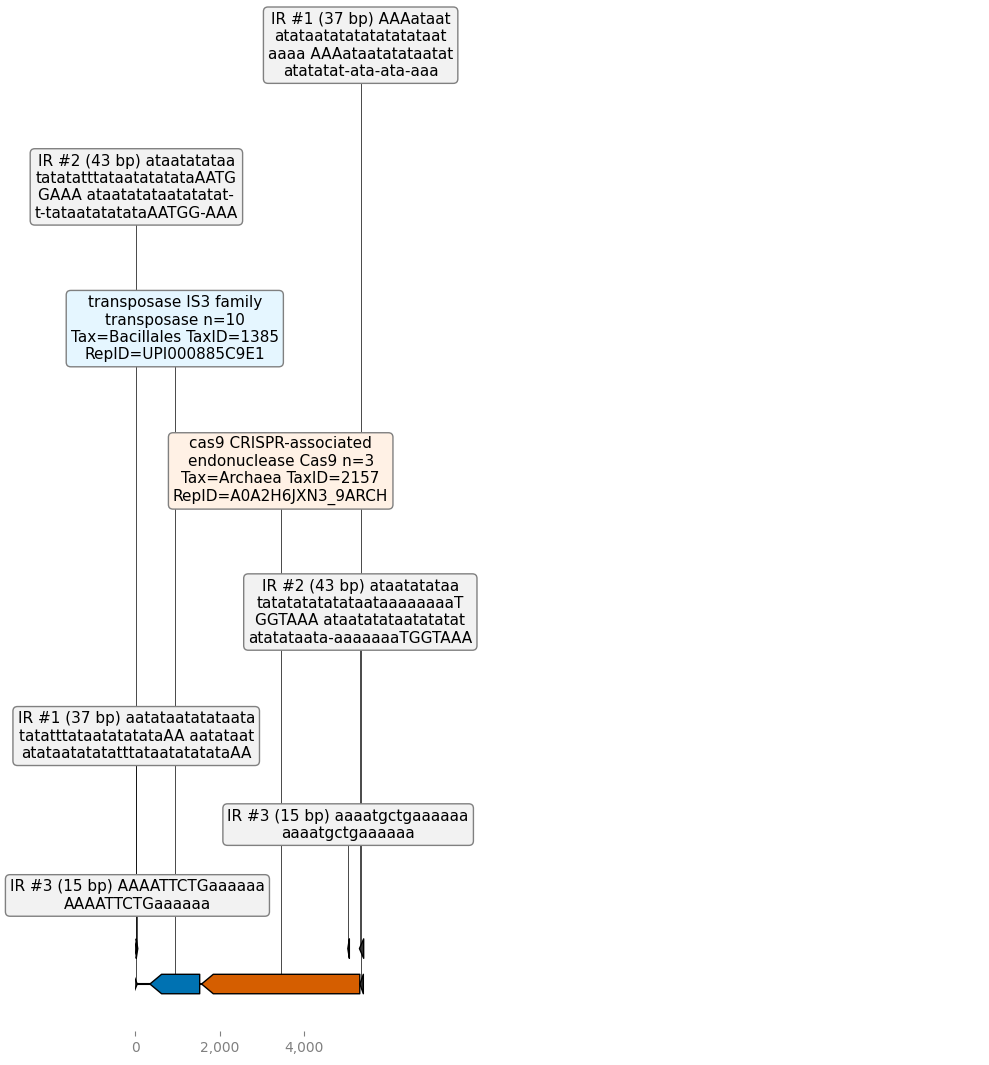 IR #1 (37 bp) AAAataat
atataatatatatatatataat
aaaa AAAataatatataatat
atatatat-ata-ata-aaa
IR #2 (43 bp) ataatatataa
tatatatttataatatatataAATG
GAAA ataatatataatatatat-
t-tataatatatataAATGG-AAA
transposase IS3 family
transposase n=10
Tax=Bacillales TaxID=1385
RepID=UPI000885C9E1
cas9 CRISPR-associated
endonuclease Cas9 n=3
Tax=Archaea TaxID=2157
RepID=A0A2H6JXN3_9ARCH
IR #2 (43 bp) ataatatataa
tatatatatatataataaaaaaaaT
GGTAAA ataatatataatatatat
atatataata-aaaaaaaTGGTAAA
IR #1 (37 bp) aatataatatataata
tatatttataatatatataAA aatataat
atataatatatatttataatatatataAA
IR #3 (15 bp) aaaatgctgaaaaaa
aaaatgctgaaaaaa
IR #3 (15 bp) AAAATTCTGaaaaaa
AAAATTCTGaaaaaa
0 2,000 4,000